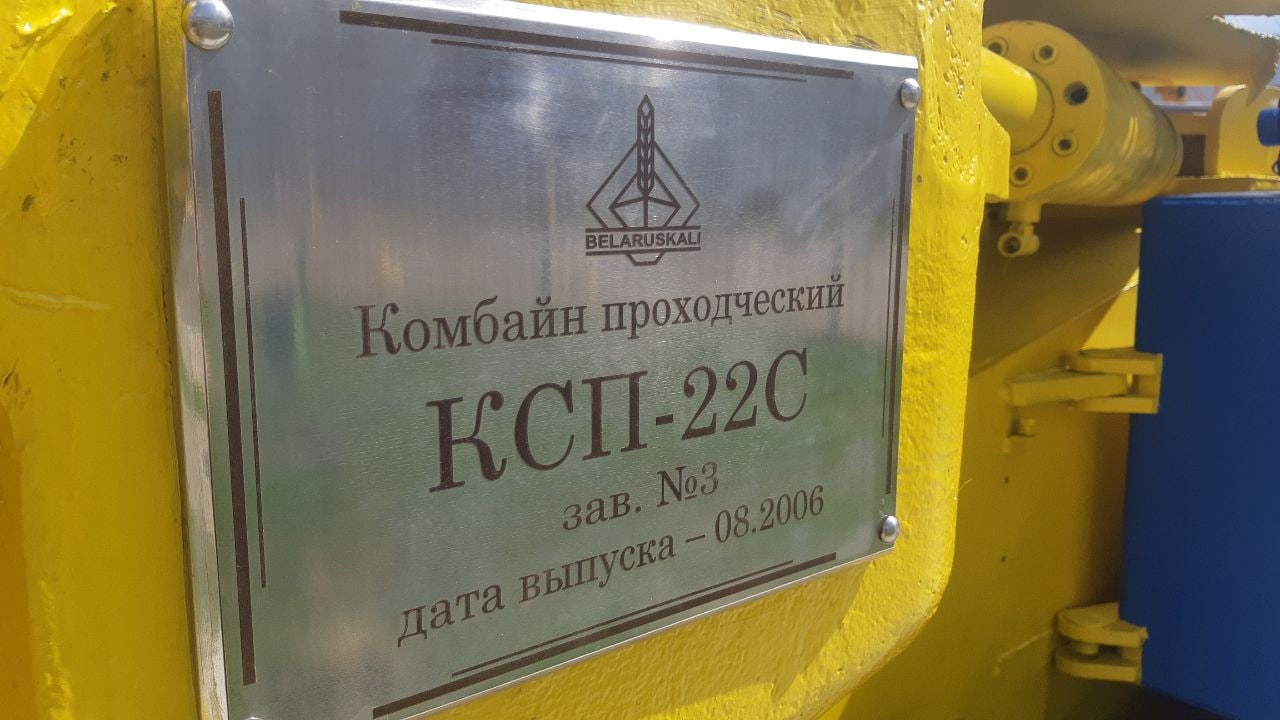 BELARUSKALI
Комбайн проходческий
КСП-22С
зав. №3
дата выпуска – 08.2006